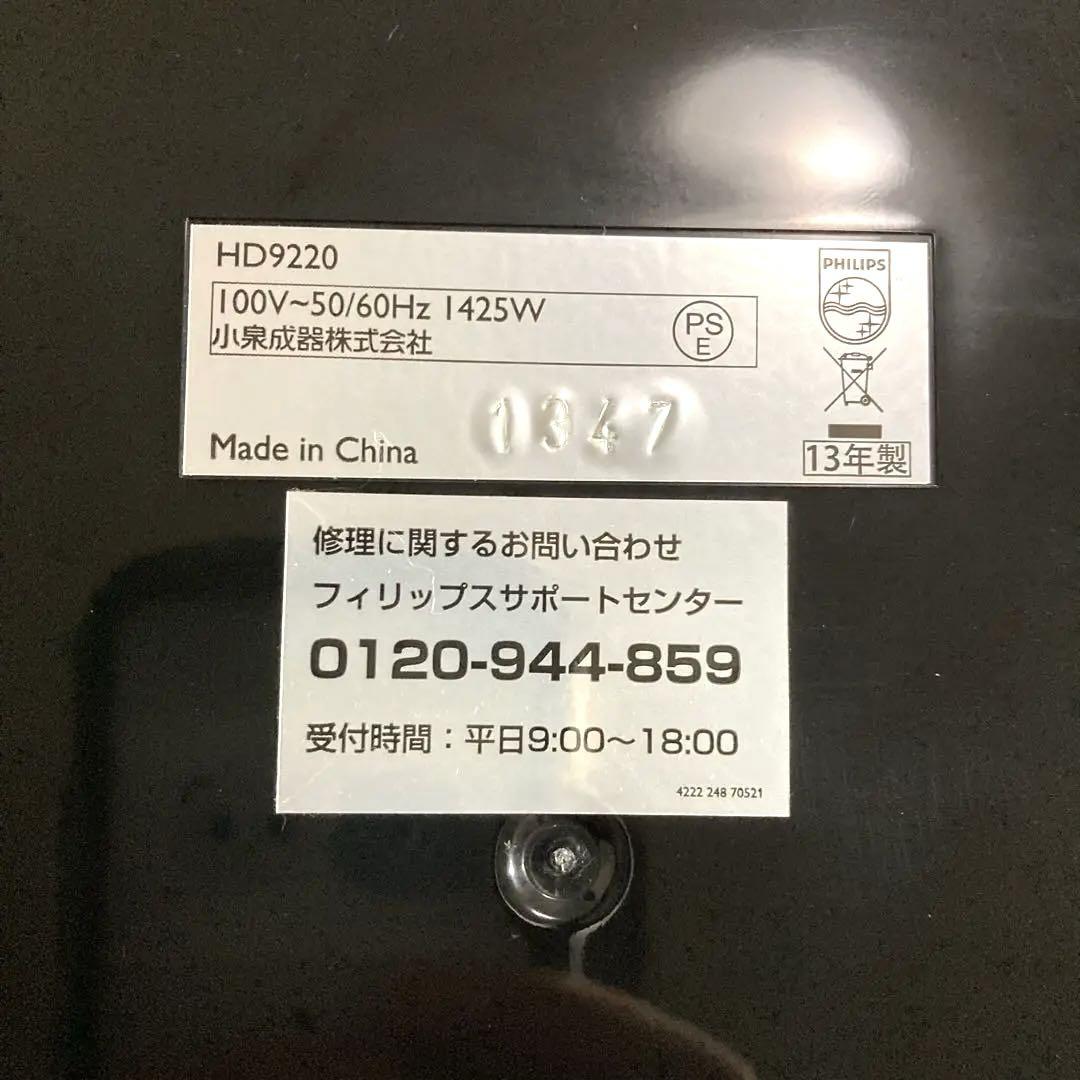 HD9220
PHILIPS
100V~50/60Hz 1425W
小泉成器株式会社
PS
E
1347
Made in China
13年製
修理に関するお問い合わせ
フィリップスサポートセンター
0120-944-859
受付時間：平日9:00～18:00
4222 248 70521